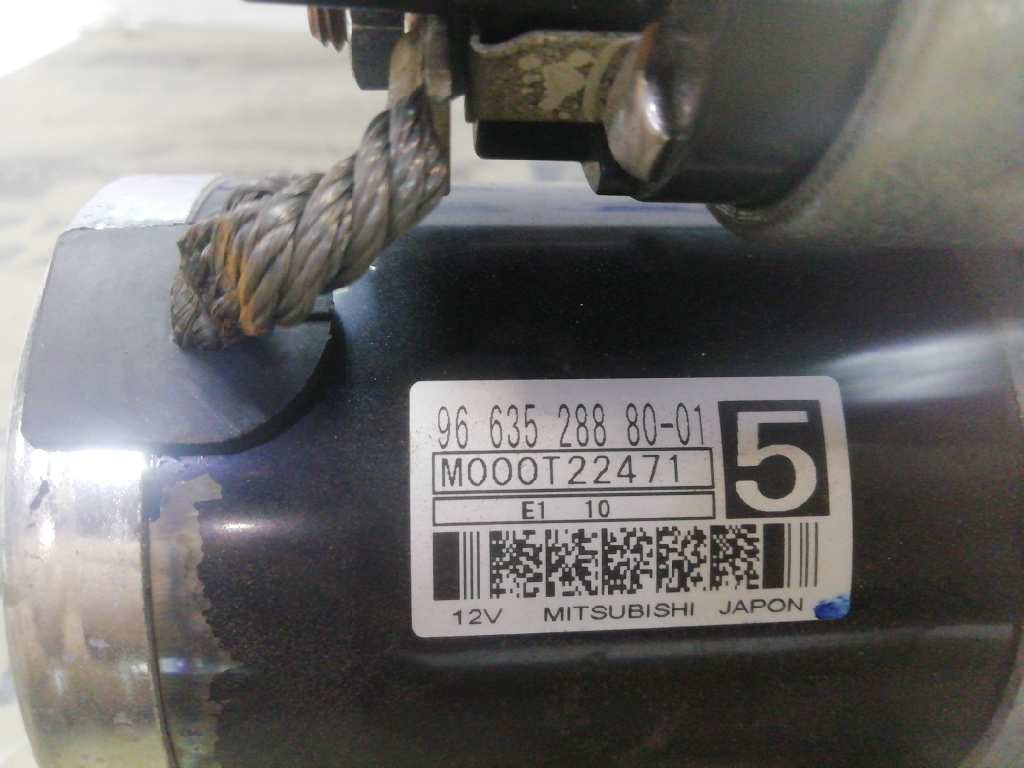 96 635 288 80-01
5
M000T22471
E1 10
12V MITSUBISHI JAPON